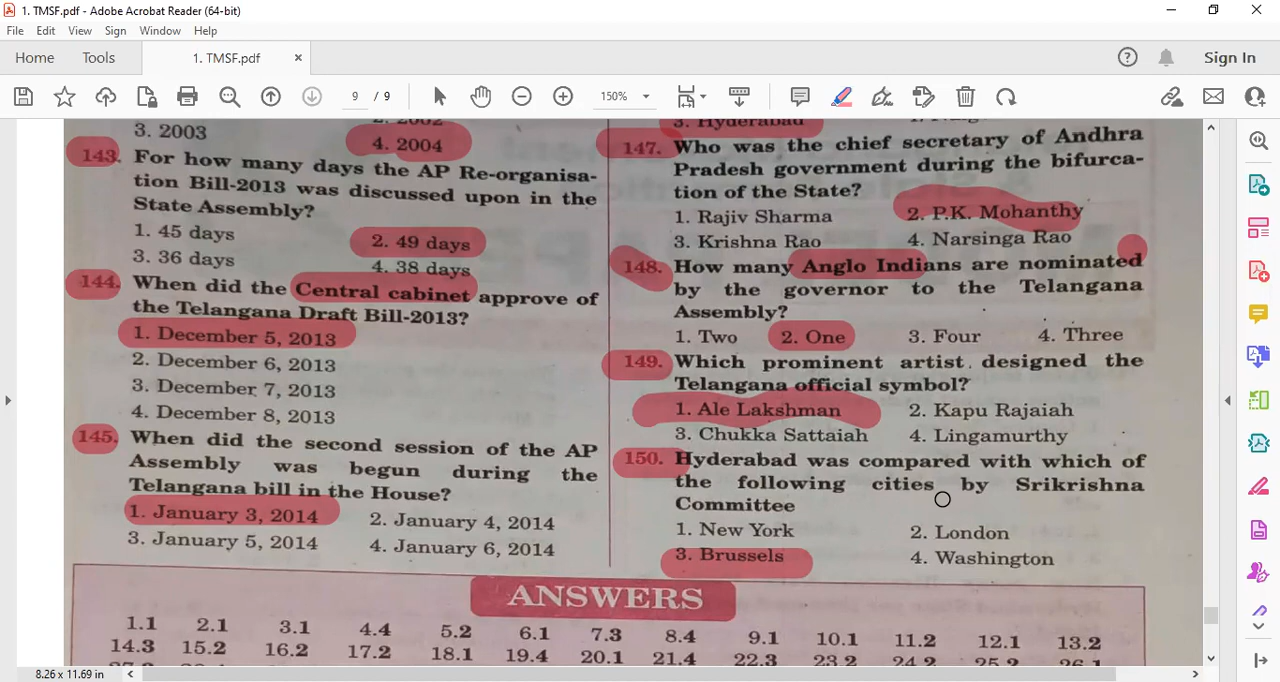 1. TMSF.pdf - Adobe Acrobat Reader (64-bit)
File Edit View Sign Window Help
Home Tools 1. TMSF.pdf × Sign In
9 / 9 150%
3. 2003
4. 2004
143. For how many days the AP Re-organisa-
tion Bill-2013 was discussed upon in the
State Assembly?
1. 45 days 2. 49 days
3. 36 days 4. 38 days
144. When did the Central cabinet approve of
the Telangana Draft Bill-2013?
1. December 5, 2013
2. December 6, 2013
3. December 7, 2013
4. December 8, 2013
145. When did the second session of the AP
Assembly was begun during the
Telangana bill in the House?
1. January 3, 2014 2. January 4, 2014
3. January 5, 2014 4. January 6, 2014
3. Hyderabad
147. Who was the chief secretary of Andhra
Pradesh government during the bifurca-
tion of the State?
1. Rajiv Sharma 2. P.K. Mohanthy
3. Krishna Rao 4. Narsinga Rao
148. How many Anglo Indians are nominated
by the governor to the Telangana
Assembly?
1. Two 2. One 3. Four 4. Three
149. Which prominent artist designed the
Telangana official symbol?
1. Ale Lakshman 2. Kapu Rajaiah
3. Chukka Sattaiah 4. Lingamurthy
150. Hyderabad was compared with which of
the following cities by Srikrishna
Committee
1. New York 2. London
3. Brussels 4. Washington
ANSWERS
1.1 2.1 3.1 4.4 5.2 6.1 7.3 8.4 9.1 10.1 11.2 12.1 13.2
14.3 15.2 16.2 17.2 18.1 19.4 20.1 21.4 22.3 23.2 24.2 25.2 26.1
8.26 x 11.69 in